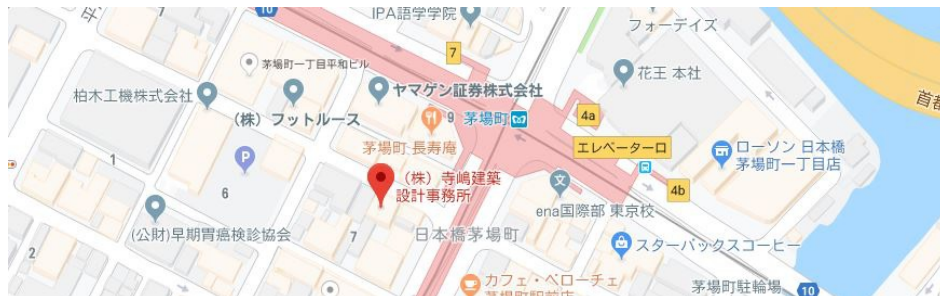 10
IPA語学学院
フォーデイズ
7
茅場町一丁目平和ビル
花王 本社
柏木工機株式会社
ヤマゲン証券株式会社
(株) フットルース
9
茅場町
4a
茅場町 長寿庵
エレベーター口
ローソン 日本橋
茅場町一丁目店
1
P
(株) 寺嶋建築
設計事務所
6
文
4b
ena国際部 東京校
(公財)早期胃癌検診協会
7
日本橋茅場町
スターバックスコーヒー
2
カフェ・ベローチェ
茅場町駅前店
茅場町駐輪場
10